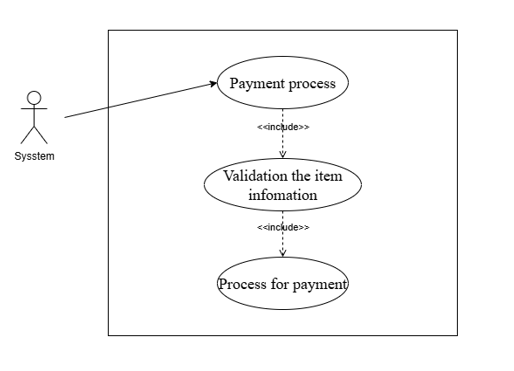 Payment process
<<include>>
Sysstem
Validation the item
infomation
<<include>>
Process for payment